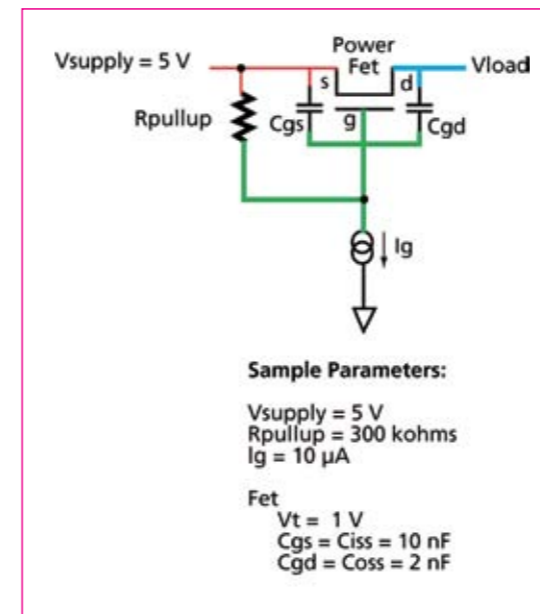 Power
Vsupply = 5 V
Fet
Vload
s
d
Rpullup
Cgs
g
Cgd
Ig
Sample Parameters:
Vsupply = 5 V
Rpullup = 300 kohms
Ig = 10 µA
Fet
Vt = 1 V
Cgs = Ciss = 10 nF
Cgd = Coss = 2 nF